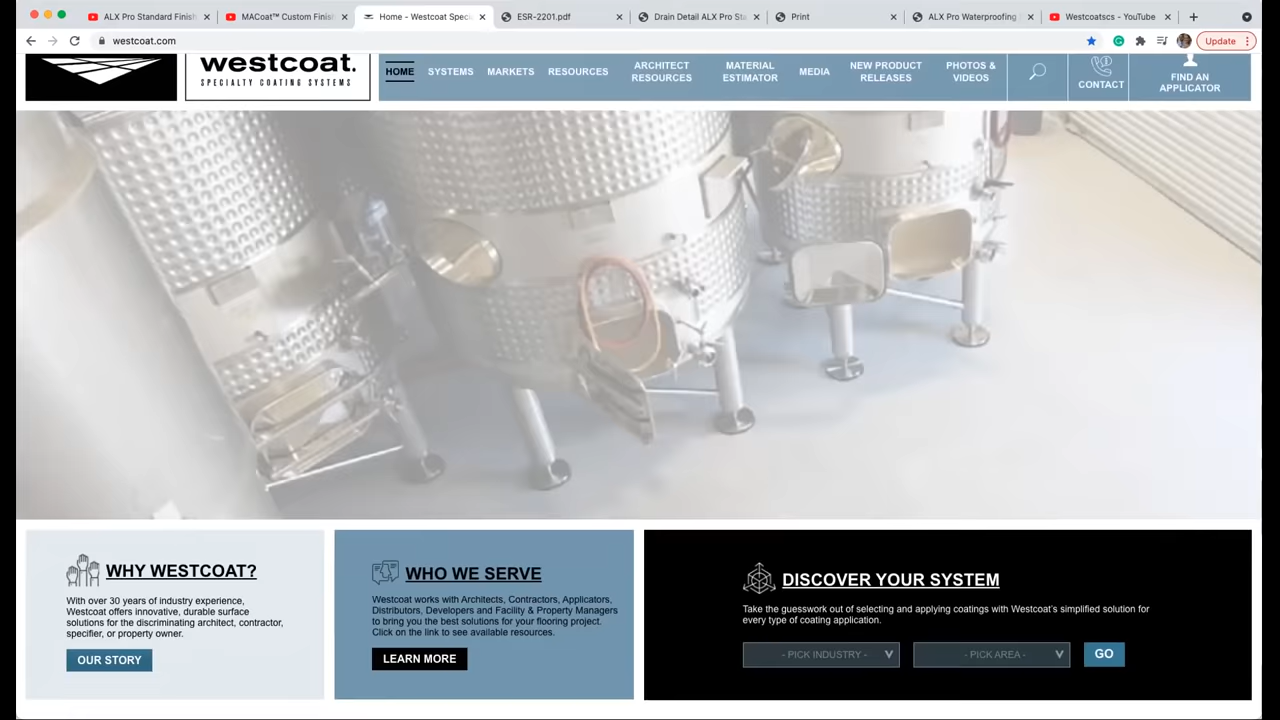 ALX Pro Standard Finish
MACoat™ Custom Finish
Home - Westcoat Speci
ESR-2201.pdf
Drain Detail ALX Pro Sta
Print
ALX Pro Waterproofing
Westcoatscs - YouTube
westcoat.com
Update
westcoat.
SPECIALTY COATING SYSTEMS
HOME
SYSTEMS
MARKETS
RESOURCES
ARCHITECT
RESOURCES
MATERIAL
ESTIMATOR
MEDIA
NEW PRODUCT
RELEASES
PHOTOS &
VIDEOS
CONTACT
FIND AN
APPLICATOR
WHY WESTCOAT?
With over 30 years of industry experience,
Westcoat offers innovative, durable surface
solutions for the discriminating architect, contractor,
specifier, or property owner.
OUR STORY
WHO WE SERVE
Westcoat works with Architects, Contractors, Applicators,
Distributors, Developers and Facility & Property Managers
to bring you the best solutions for your flooring project.
Click on the link to see available resources.
LEARN MORE
DISCOVER YOUR SYSTEM
Take the guesswork out of selecting and applying coatings with Westcoat's simplified solution for
every type of coating application.
- PICK INDUSTRY -
- PICK AREA -
GO